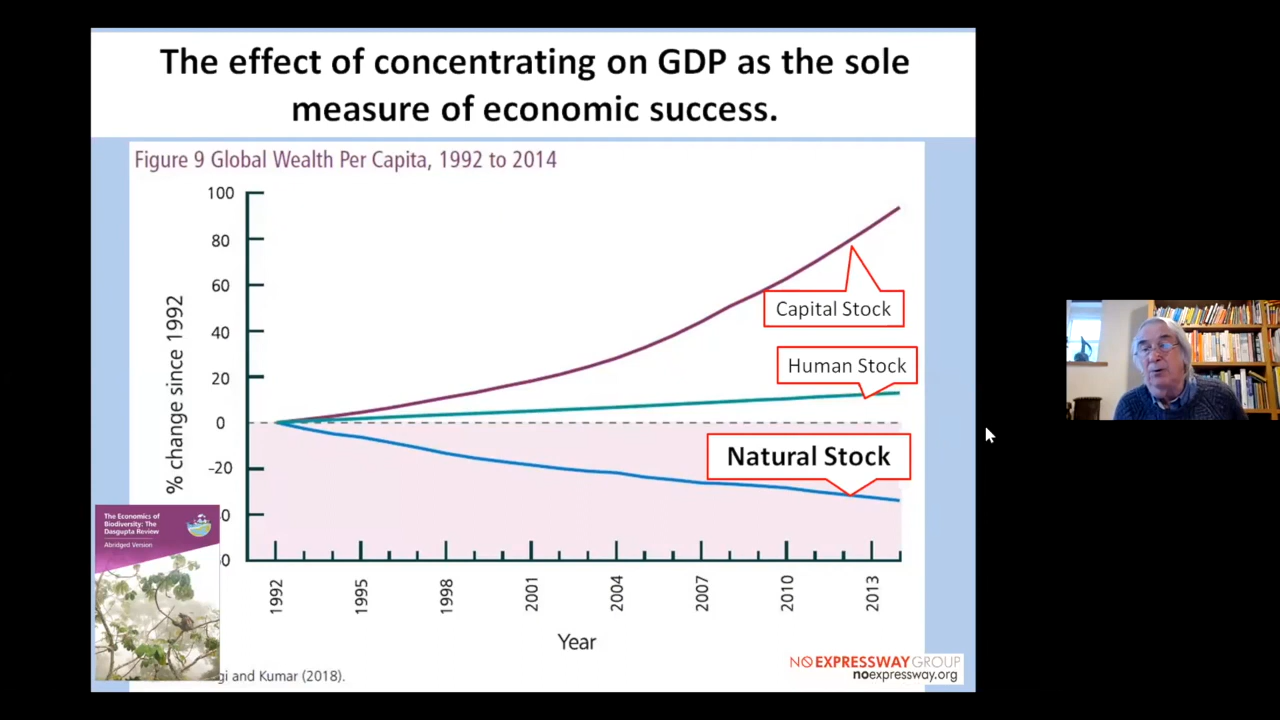 The effect of concentrating on GDP as the sole
measure of economic success.
Figure 9 Global Wealth Per Capita, 1992 to 2014
% change since 1992
100
80
60
40
20
0
-20
Capital Stock
Human Stock
Natural Stock
1992
1995
1998
2001
2004
2007
2010
2013
Year
The Economics of
Biodiversity: The
Dasgupta Review
Abridged Version
and Kumar (2018).
NO EXPRESSWAY GROUP
noexpressway.org